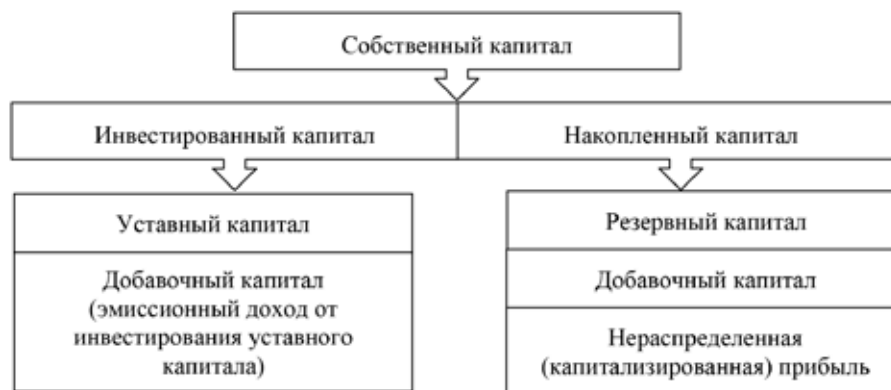 Собственный капитал
Инвестированный капитал
Накопленный капитал
Уставный капитал
Добавочный капитал
(эмиссионный доход от
инвестирования уставного
капитала)
Резервный капитал
Добавочный капитал
Нераспределенная
(капитализированная) прибыль